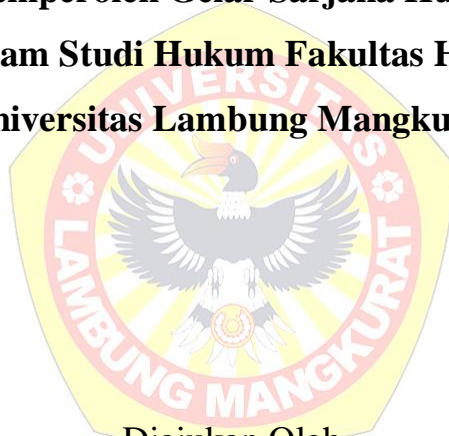 mperoleh Gelar Sarjana Hu
am Studi Hukum Fakultas H
niversitas Lambung Mangku
UNIVERSITAS
LAMBUNG MANGKURAT
Diajukan Oleh